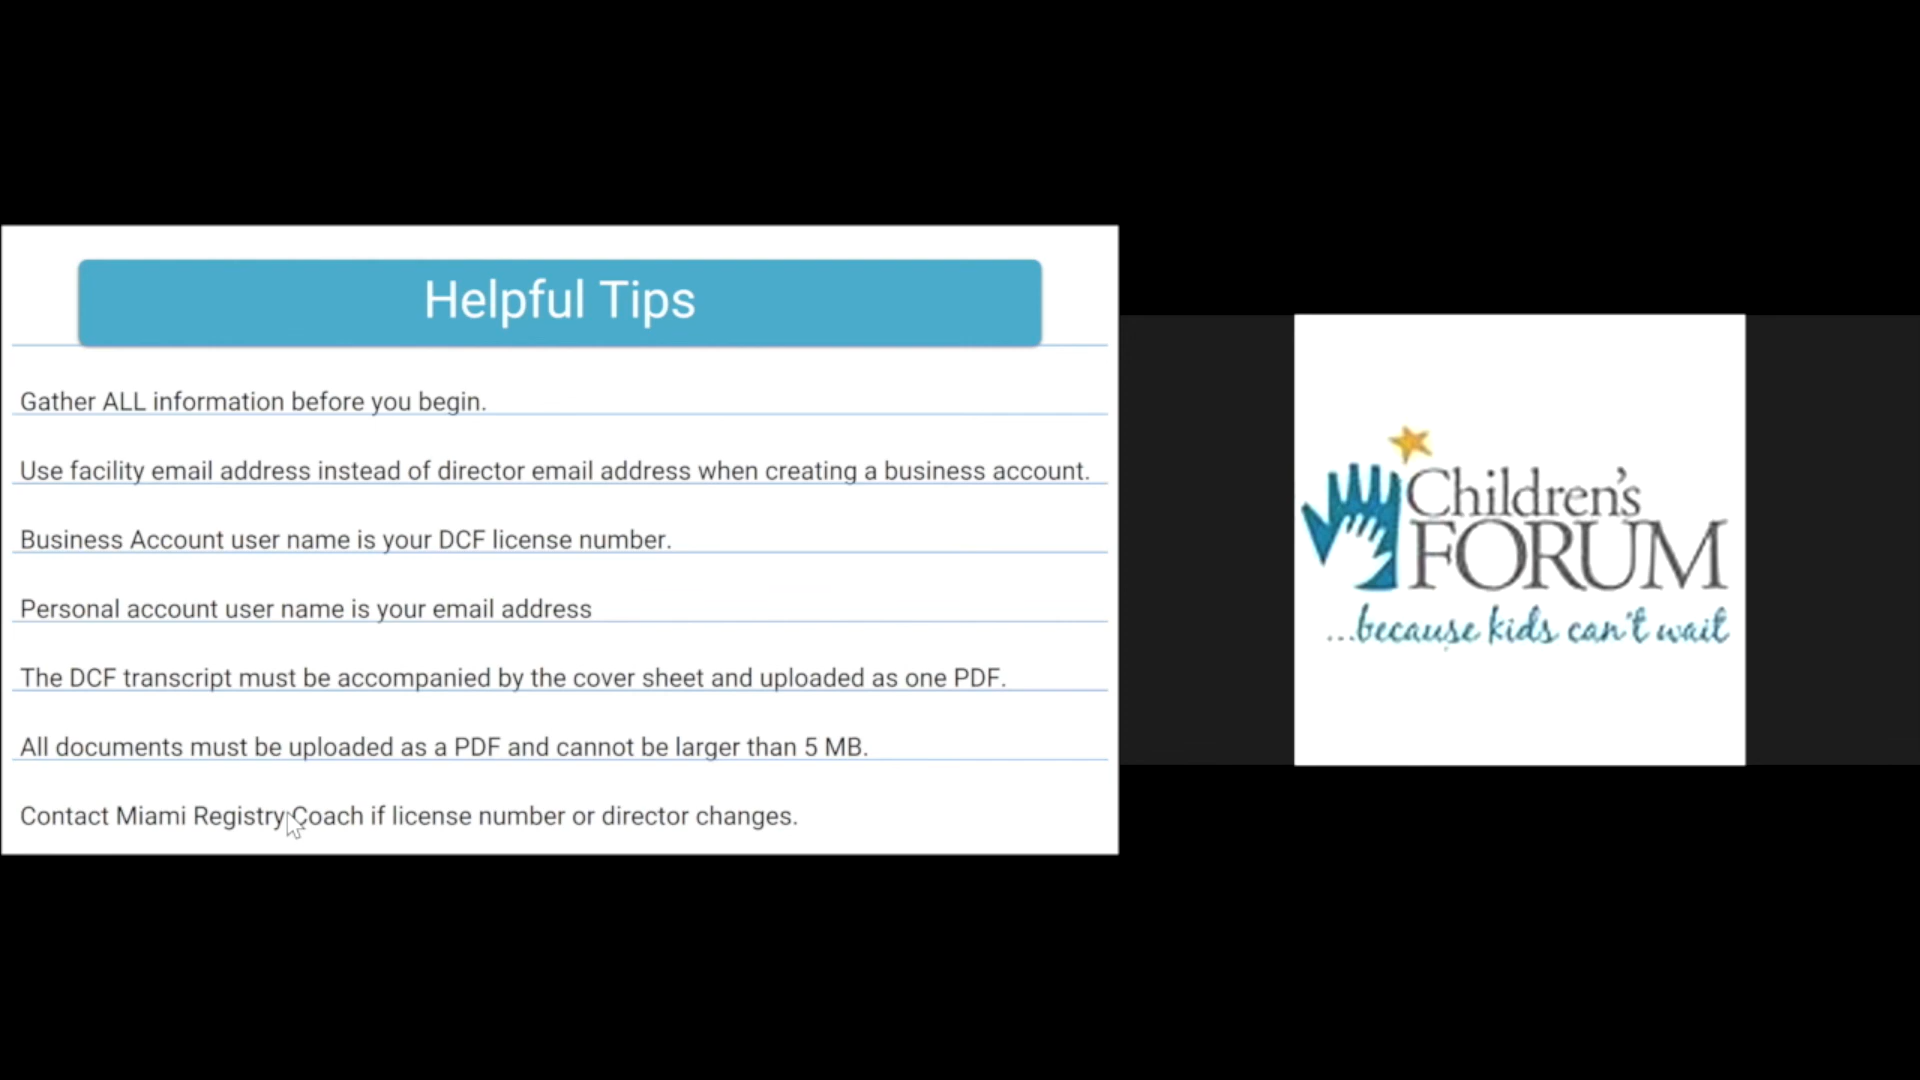 Helpful Tips
Gather ALL information before you begin.
Use facility email address instead of director email address when creating a business account.
Business Account user name is your DCF license number.
Personal account user name is your email address
The DCF transcript must be accompanied by the cover sheet and uploaded as one PDF.
All documents must be uploaded as a PDF and cannot be larger than 5 MB.
Contact Miami Registry Coach if license number or director changes.
Children's
FORUM
...because kids can't wait